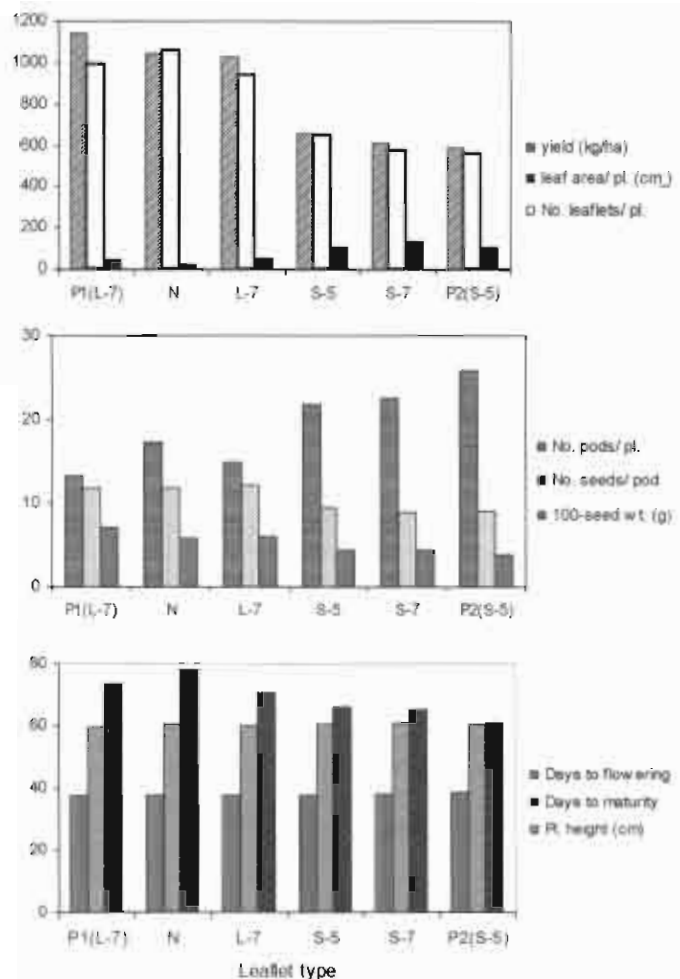 1200
1000
800
600
400
200
0
P1(L-7) N L-7 S-5 S-7 P2(S-5)
yield (kg/ha)
leaf area/ pl. (cm,)
No. leaflets/ pl.
30
20
10
0
P1(L-7) N L-7 S-5 S-7 P2(S-5)
No. pods/ pl.
No. seeds/ pod
100-seed wt. (g)
80
60
40
20
0
P1(L-7) N L-7 S-5 S-7 P2(S-5)
Days to flowering
Days to maturity
Pl. height (cm)
Leaflet type